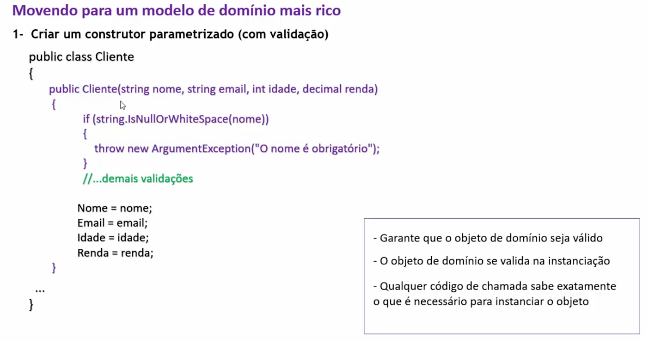 Movendo para um modelo de domínio mais rico
1- Criar um construtor parametrizado (com validação)
public class Cliente
{
public Cliente(string nome, string email, int idade, decimal renda)
{
if (string.IsNullOrWhiteSpace(nome))
{
throw new ArgumentException("O nome é obrigatório");
}
//...demais validações
Nome = nome;
Email = email;
Idade = idade;
Renda = renda;
}
...
}
- Garante que o objeto de domínio seja válido
- O objeto de domínio se valida na instanciação
- Qualquer código de chamada sabe exatamente
o que é necessário para instanciar o objeto